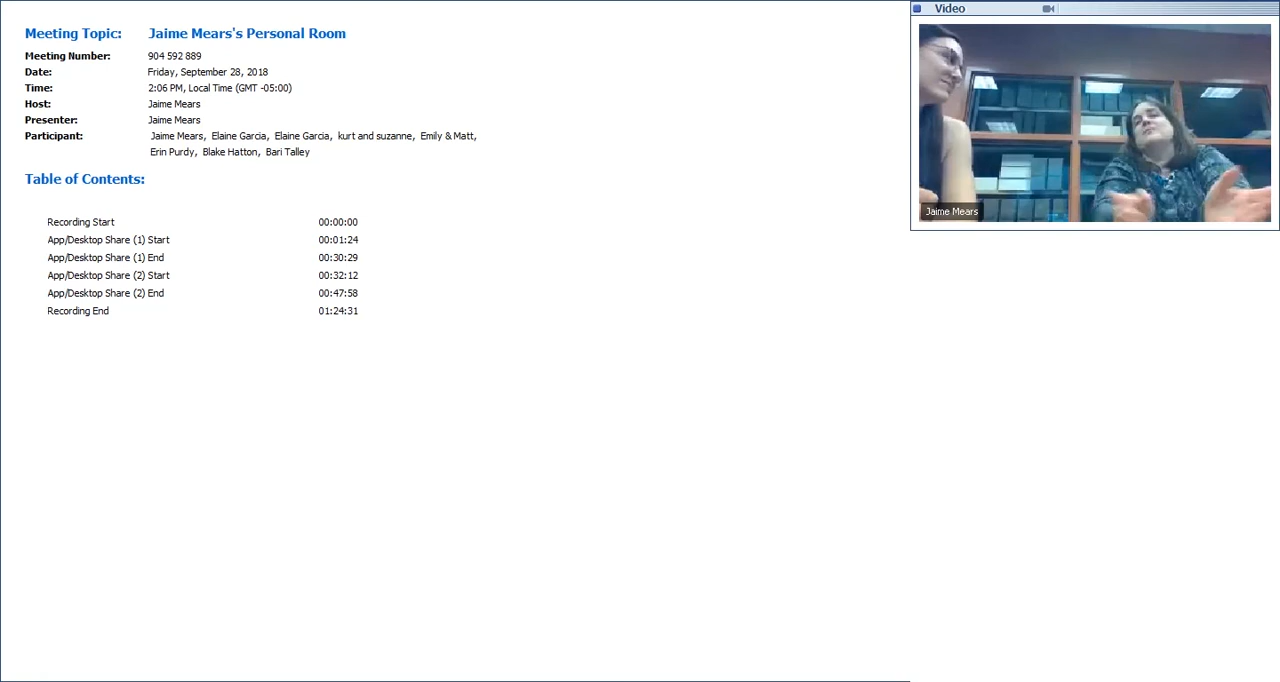 Meeting Topic: Jaime Mears's Personal Room
Meeting Number: 904 592 889
Date: Friday, September 28, 2018
Time: 2:06 PM, Local Time (GMT -05:00)
Host: Jaime Mears
Presenter: Jaime Mears
Participant: Jaime Mears, Elaine Garcia, Elaine Garcia, kurt and suzanne, Emily & Matt,
Erin Purdy, Blake Hatton, Bari Talley
Table of Contents:
Recording Start 00:00:00
App/Desktop Share (1) Start 00:01:24
App/Desktop Share (1) End 00:30:29
App/Desktop Share (2) Start 00:32:12
App/Desktop Share (2) End 00:47:58
Recording End 01:24:31
Video
Jaime Mears